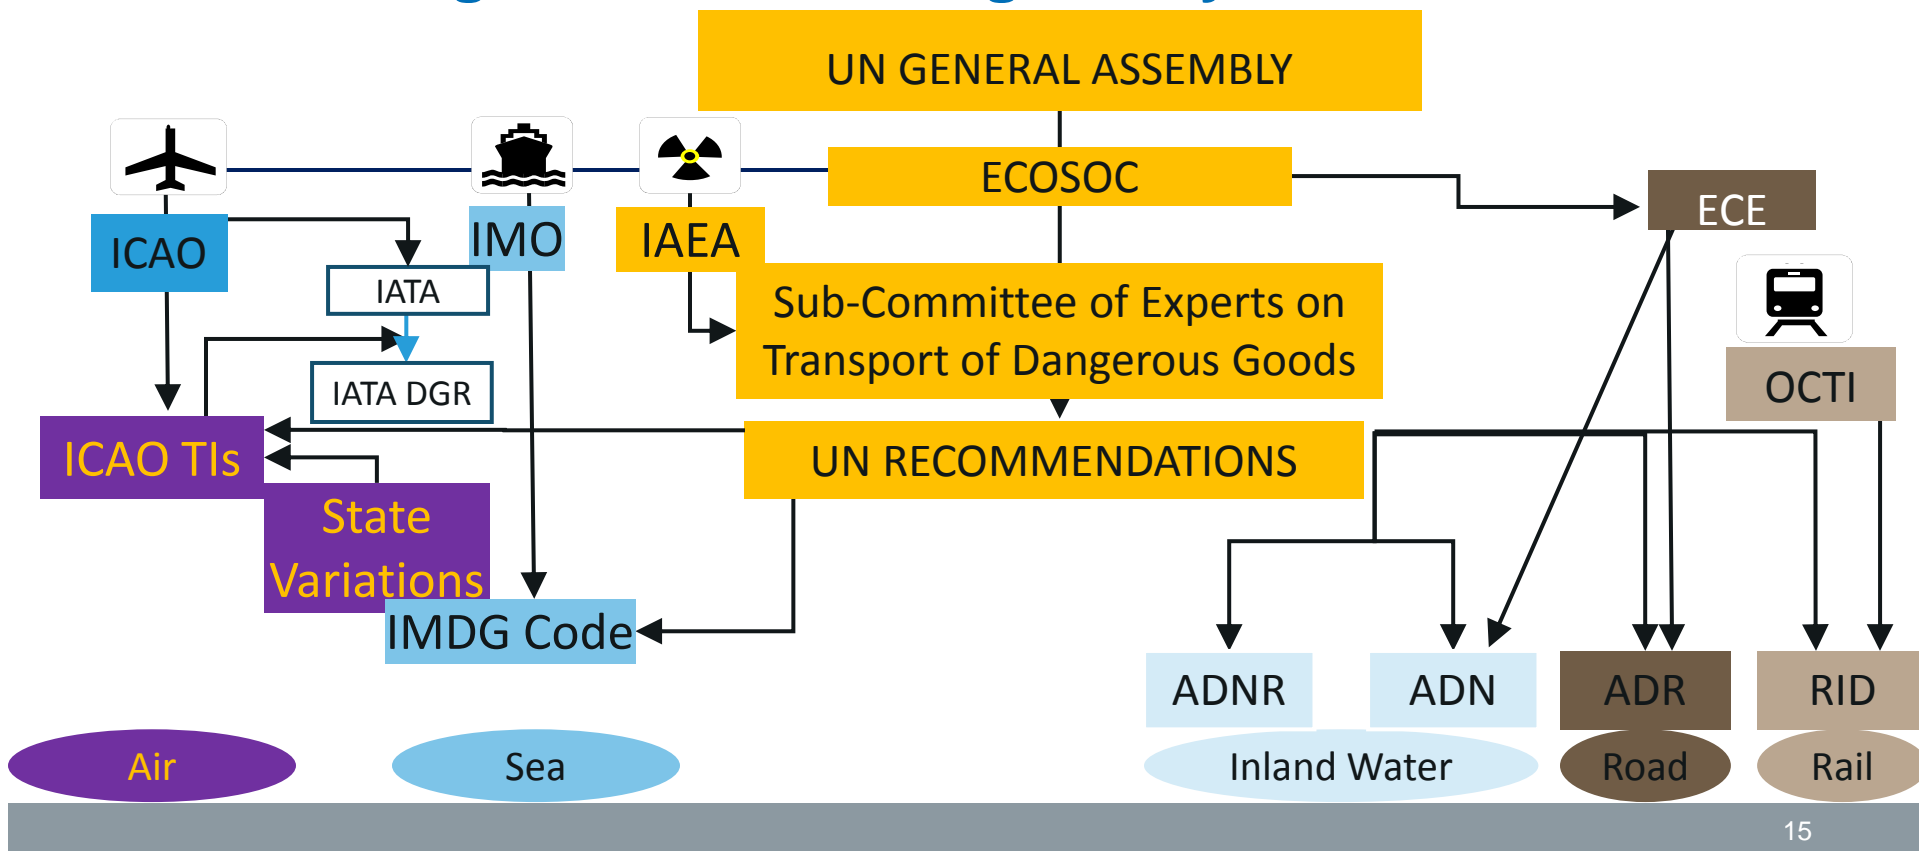 UN GENERAL ASSEMBLY
ECOSOC
ECE
ICAO
IMO
IAEA
IATA
Sub-Committee of Experts on
Transport of Dangerous Goods
OCTI
IATA DGR
ICAO TIs
UN RECOMMENDATIONS
State
Variations
IMDG Code
ADNR
ADN
ADR
RID
Air
Sea
Inland Water
Road
Rail
15